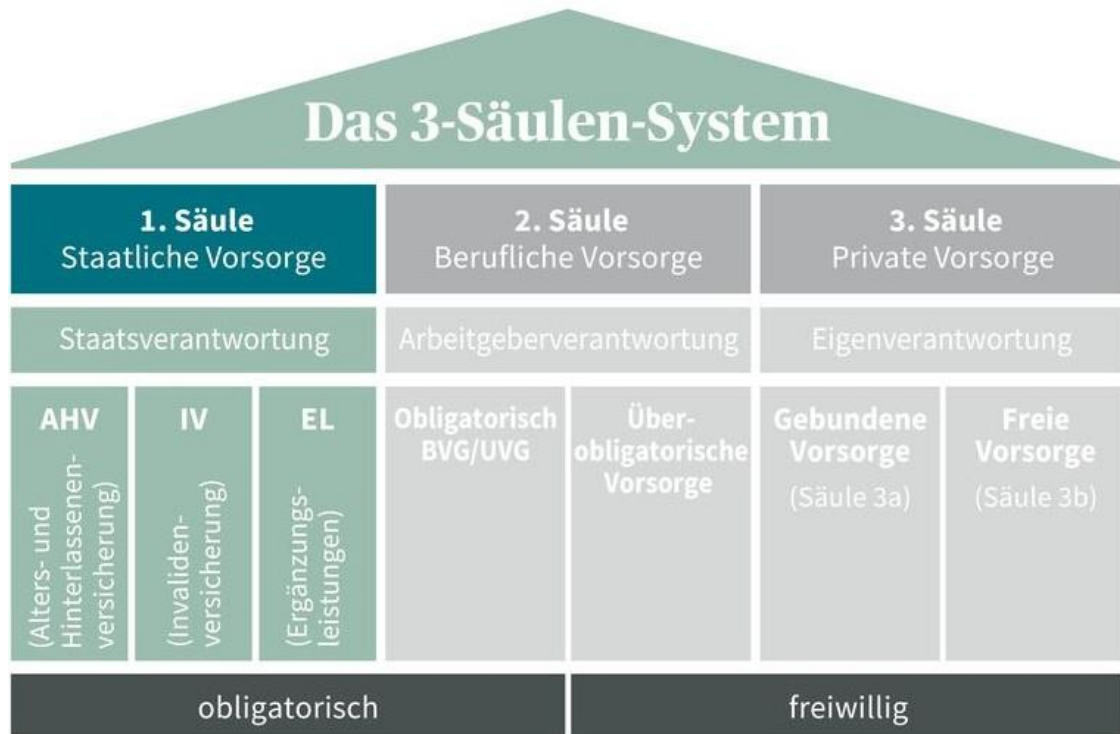 Das 3-Säulen-System
1. Säule
Staatliche Vorsorge
2. Säule
Berufliche Vorsorge
3. Säule
Private Vorsorge
Staatsverantwortung
Arbeitgeberverantwortung
Eigenverantwortung
AHV
(Alters- und
Hinterlassenen-
versicherung)
IV
(Invaliden-
versicherung)
EL
(Ergänzungs-
leistungen)
Obligatorisch
BVG/UVG
Über-
obligatorische
Vorsorge
Gebundene
Vorsorge
(Säule 3a)
Freie
Vorsorge
(Säule 3b)
obligatorisch
freiwillig